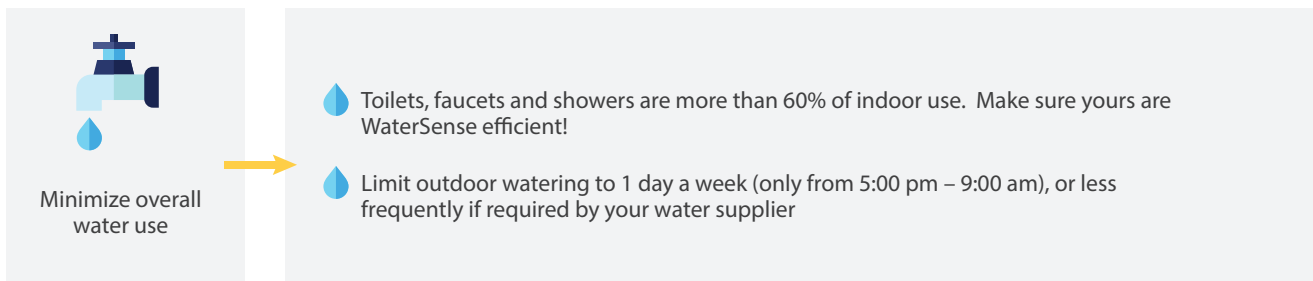 Minimize overall
water use
Toilets, faucets and showers are more than 60% of indoor use.  Make sure yours are
WaterSense efficient!
Limit outdoor watering to 1 day a week (only from 5:00 pm – 9:00 am), or less
frequently if required by your water supplier